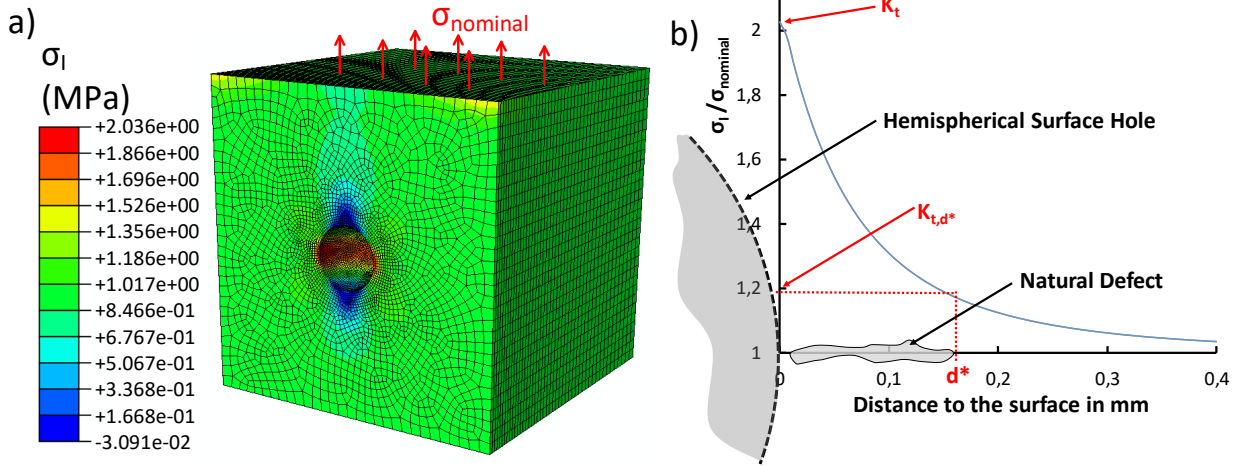 a)
σnominal
σI
(MPa)
+2.036e+00
+1.866e+00
+1.696e+00
+1.526e+00
+1.356e+00
+1.186e+00
+1.017e+00
+8.466e-01
+6.767e-01
+5.067e-01
+3.368e-01
+1.668e-01
-3.091e-02
b)
σI/σnominal
2
1,8
1,6
1,4
1,2
1
Kt
Hemispherical Surface Hole
Kt,d*
Natural Defect
0
0,1
d*
0,2
0,3
0,4
Distance to the surface in mm